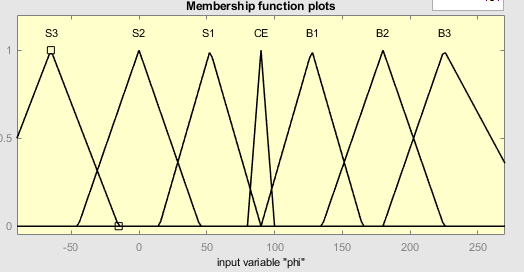 Membership function plots
S3 S2 S1 CE B1 B2 B3
1
0.5
0
-50 0 50 100 150 200 250
input variable "phi"